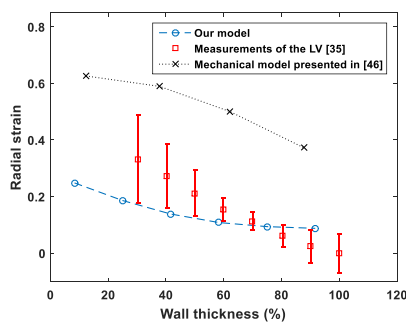 0.8
0.6
0.4
0.2
0
Radial strain
Our model
Measurements of the LV [35]
Mechanical model presented in [46]
0 20 40 60 80 100 120
Wall thickness (%)